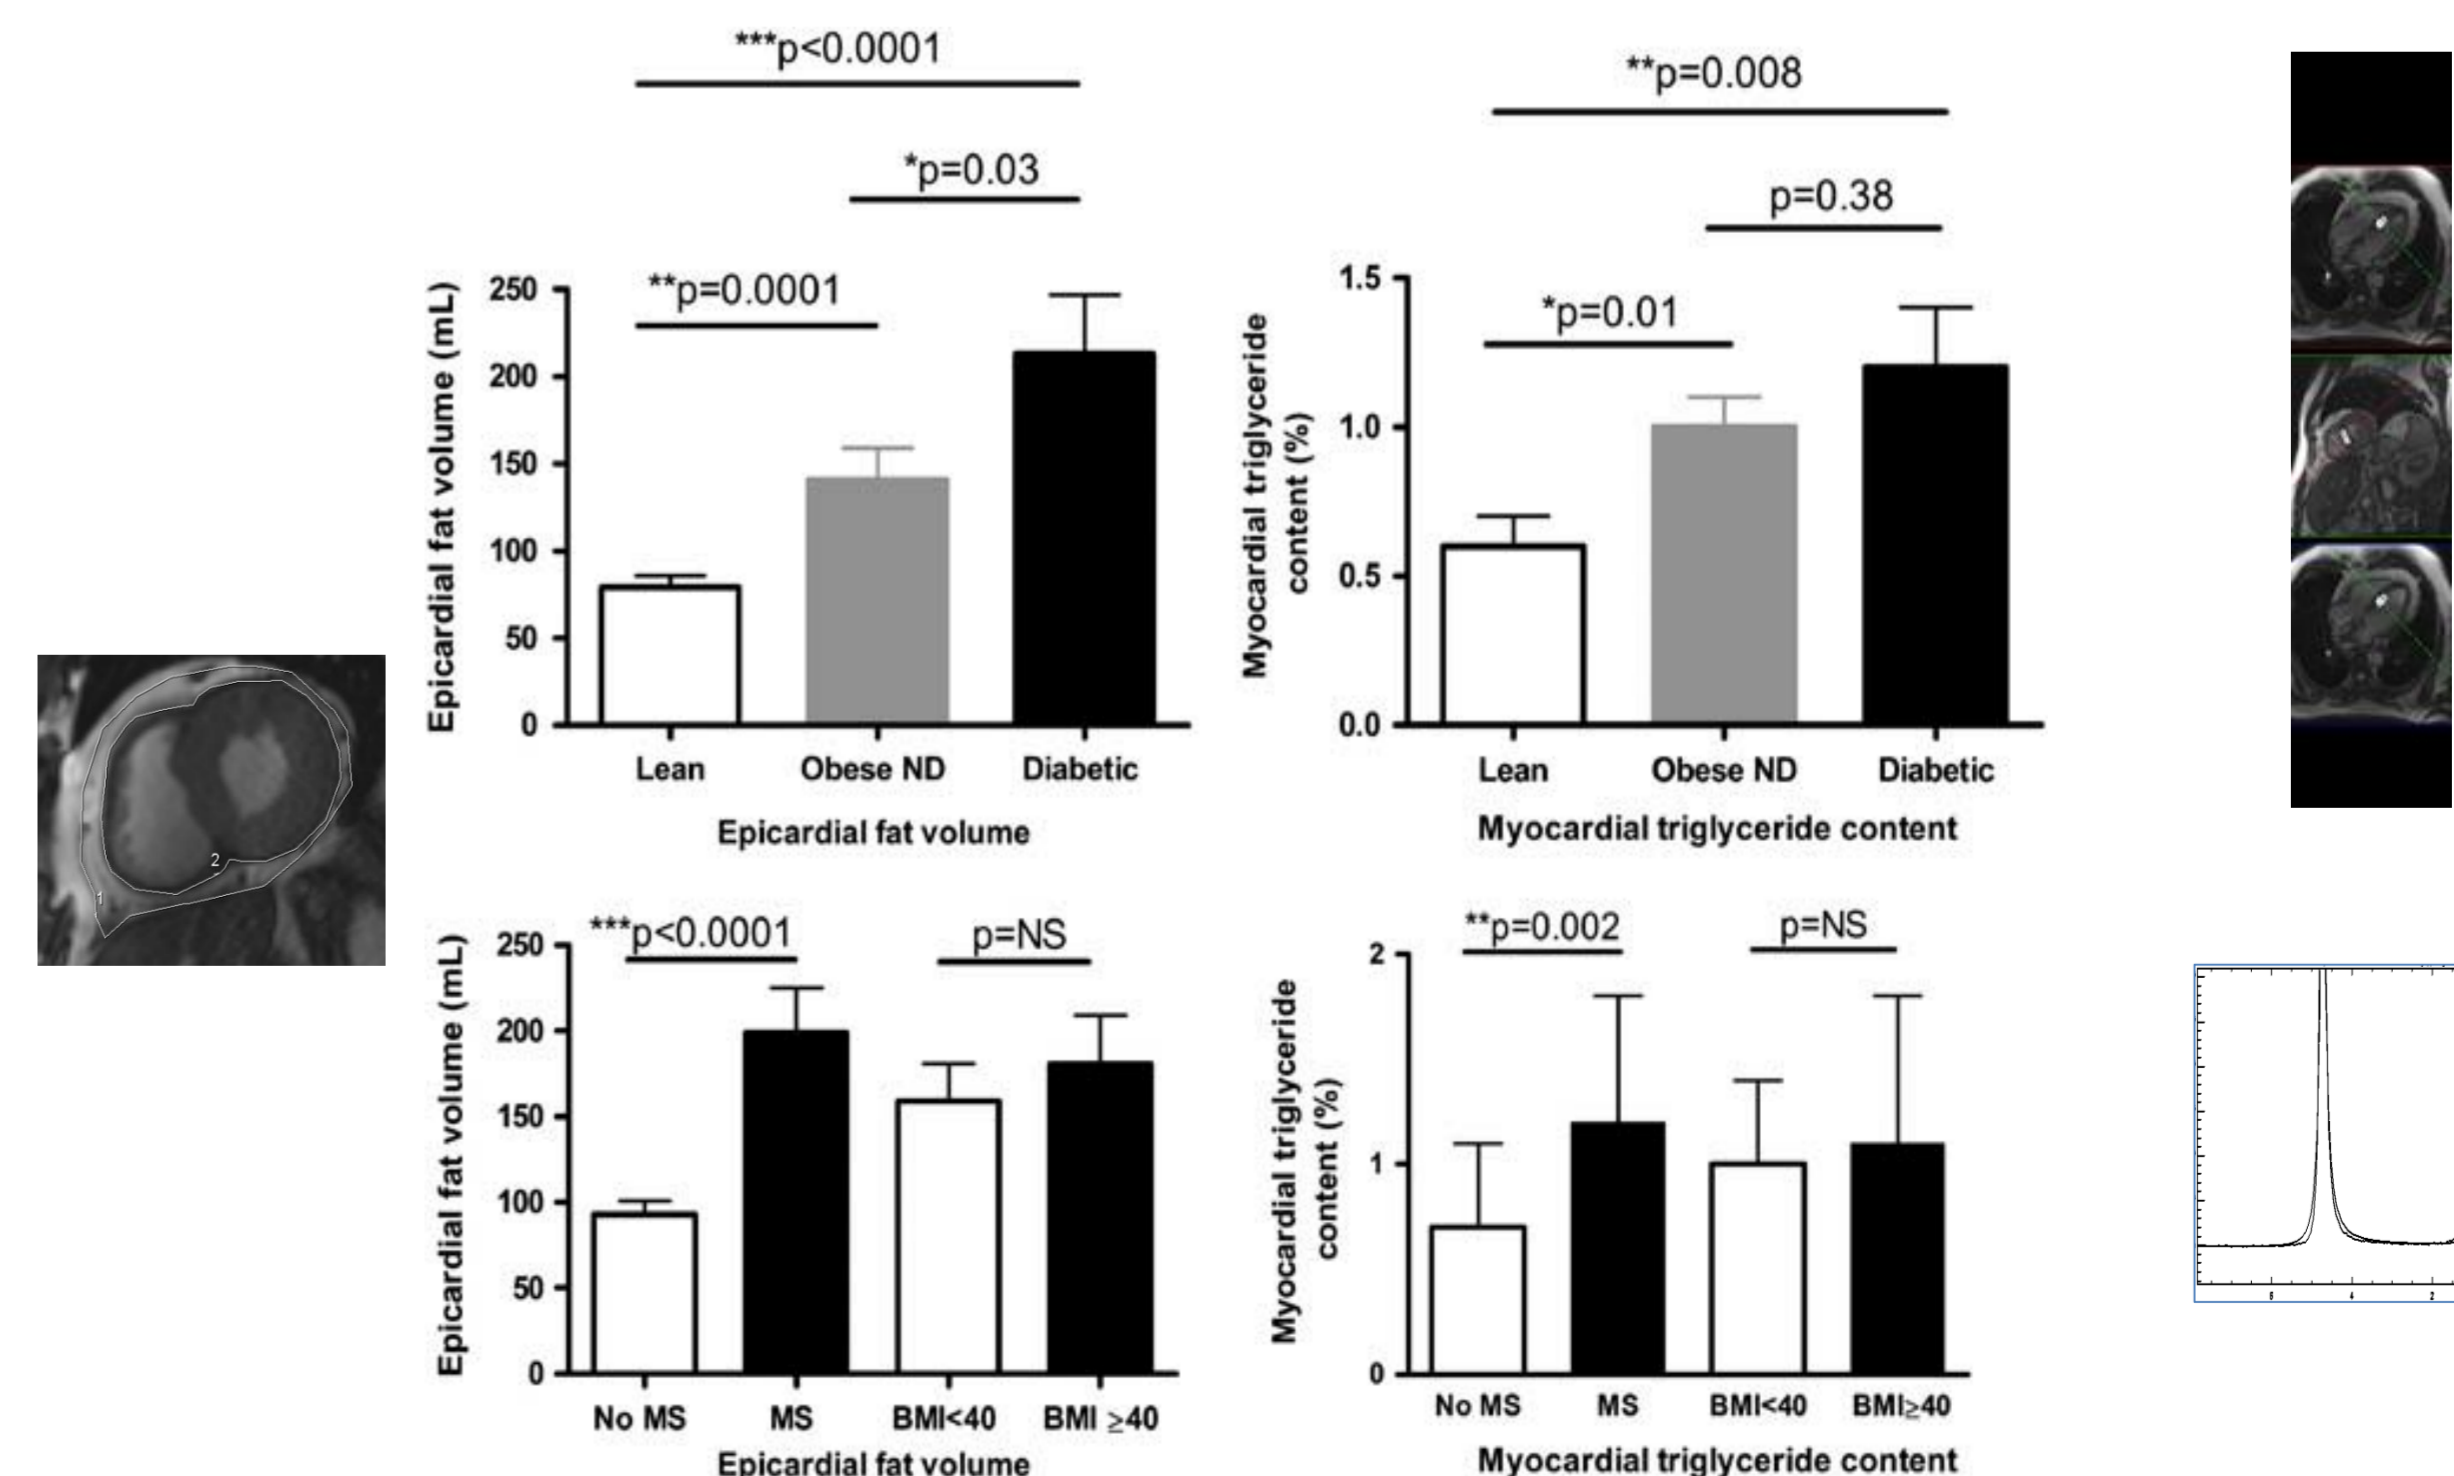 ***p<0.0001
*p=0.03
**p=0.0001
Epicardial fat volume (mL)
250
200
150
100
50
0
Lean Obese ND Diabetic
Epicardial fat volume
**p=0.008
p=0.38
*p=0.01
Myocardial triglyceride
content (%)
1.5
1.0
0.5
0.0
Lean Obese ND Diabetic
Myocardial triglyceride content
2
1
***p<0.0001 p=NS
Epicardial fat volume (mL)
250
200
150
100
50
0
No MS MS BMI<40 BMI ≥40
Epicardial fat volume
**p=0.002 p=NS
Myocardial triglyceride
content (%)
2
1
0
No MS MS BMI<40 BMI≥40
Myocardial triglyceride content
4 2